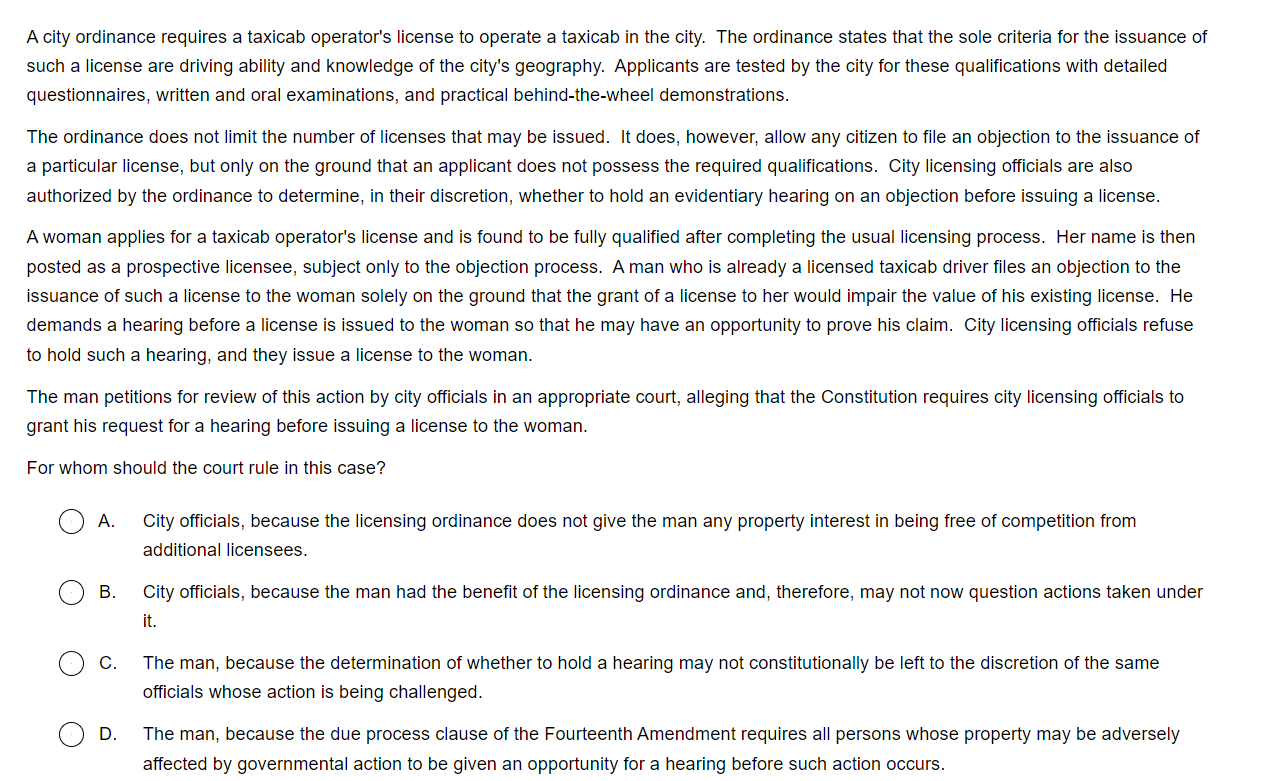 A city ordinance requires a taxicab operator's license to operate a taxicab in the city.  The ordinance states that the sole criteria for the issuance of
such a license are driving ability and knowledge of the city's geography.  Applicants are tested by the city for these qualifications with detailed
questionnaires, written and oral examinations, and practical behind-the-wheel demonstrations.
The ordinance does not limit the number of licenses that may be issued.  It does, however, allow any citizen to file an objection to the issuance of
a particular license, but only on the ground that an applicant does not possess the required qualifications.  City licensing officials are also
authorized by the ordinance to determine, in their discretion, whether to hold an evidentiary hearing on an objection before issuing a license.
A woman applies for a taxicab operator's license and is found to be fully qualified after completing the usual licensing process.  Her name is then
posted as a prospective licensee, subject only to the objection process.  A man who is already a licensed taxicab driver files an objection to the
issuance of such a license to the woman solely on the ground that the grant of a license to her would impair the value of his existing license.  He
demands a hearing before a license is issued to the woman so that he may have an opportunity to prove his claim.  City licensing officials refuse
to hold such a hearing, and they issue a license to the woman.
The man petitions for review of this action by city officials in an appropriate court, alleging that the Constitution requires city licensing officials to
grant his request for a hearing before issuing a license to the woman.
For whom should the court rule in this case?
A. City officials, because the licensing ordinance does not give the man any property interest in being free of competition from
additional licensees.
B. City officials, because the man had the benefit of the licensing ordinance and, therefore, may not now question actions taken under
it.
C. The man, because the determination of whether to hold a hearing may not constitutionally be left to the discretion of the same
officials whose action is being challenged.
D. The man, because the due process clause of the Fourteenth Amendment requires all persons whose property may be adversely
affected by governmental action to be given an opportunity for a hearing before such action occurs.